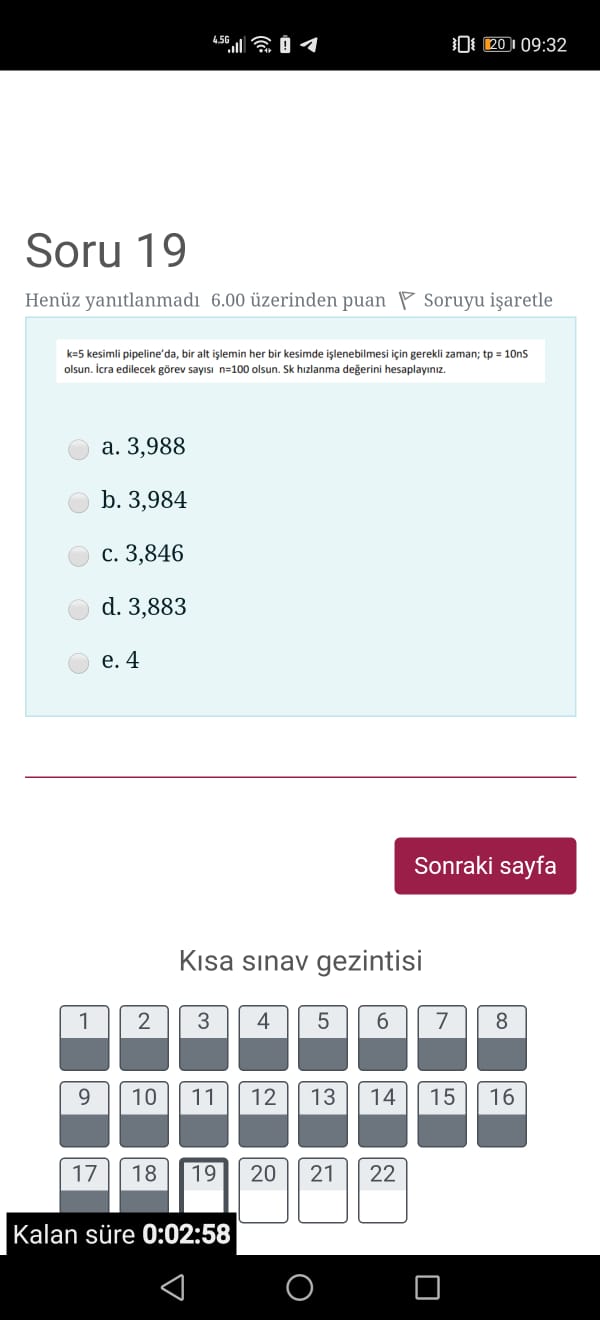 4.5G 20 09:32
Soru 19
Henüz yanıtlanmadı 6.00 üzerinden puan Soruyu işaretle
k=5 kesimli pipeline'da, bir alt işlemin her bir kesimde işlenebilmesi için gerekli zaman; tp = 10nS
olsun. İcra edilecek görev sayısı n=100 olsun. Sk hızlanma değerini hesaplayınız.
a. 3,988
b. 3,984
c. 3,846
d. 3,883
e. 4
Sonraki sayfa
Kısa sınav gezintisi
1 2 3 4 5 6 7 8
9 10 11 12 13 14 15 16
17 18 19 20 21 22
Kalan süre 0:02:58